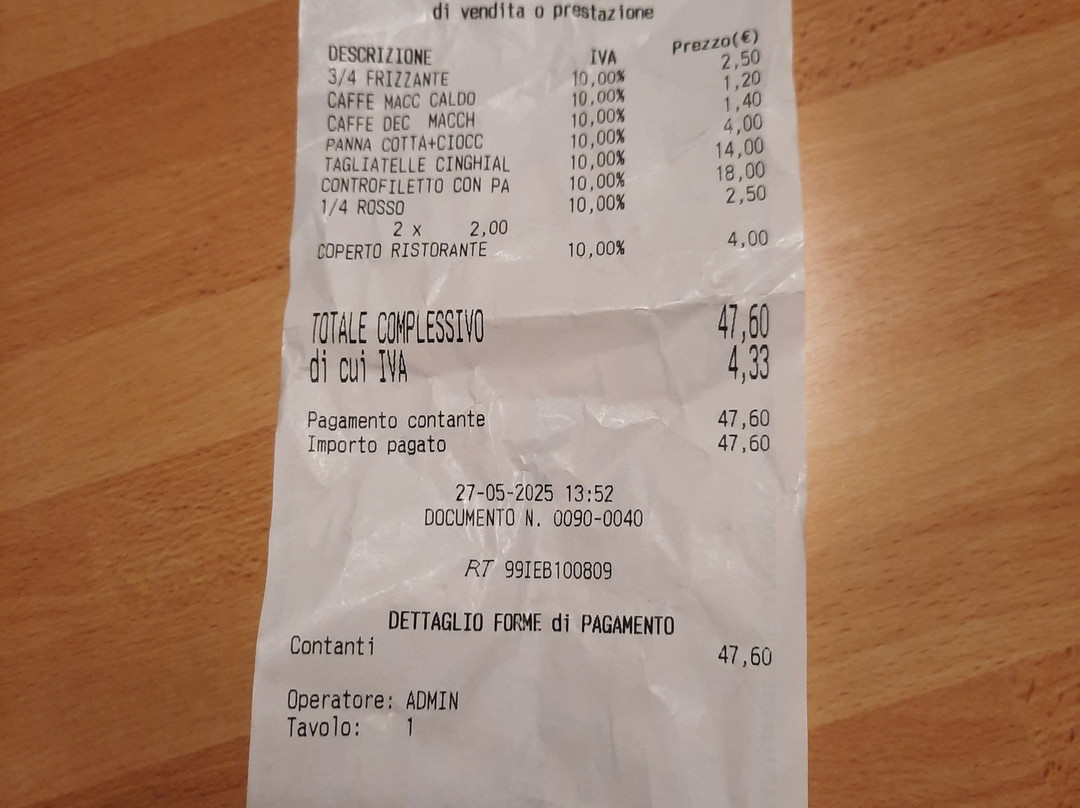 di vendita o prestazione
DESCRIZIONE IVA Prezzo(€)
3/4 FRIZZANTE 10,00% 2,50
CAFFE MACC CALDO 10,00% 1,20
CAFFE DEC MACCH 10,00% 1,40
PANNA COTTA+CIOCC 10,00% 4,00
TAGLIATELLE CINGHIAL 10,00% 14,00
CONTROFILETTO CON PA 10,00% 18,00
1/4 ROSSO 10,00% 2,50
2 x 2,00
COPERTO RISTORANTE 10,00% 4,00
TOTALE COMPLESSIVO 47,60
di cui IVA 4,33
Pagamento contante 47,60
Importo pagato 47,60
27-05-2025 13:52
DOCUMENTO N. 0090-0040
RT 99IEB100809
DETTAGLIO FORME di PAGAMENTO
Contanti 47,60
Operatore: ADMIN
Tavolo: 1